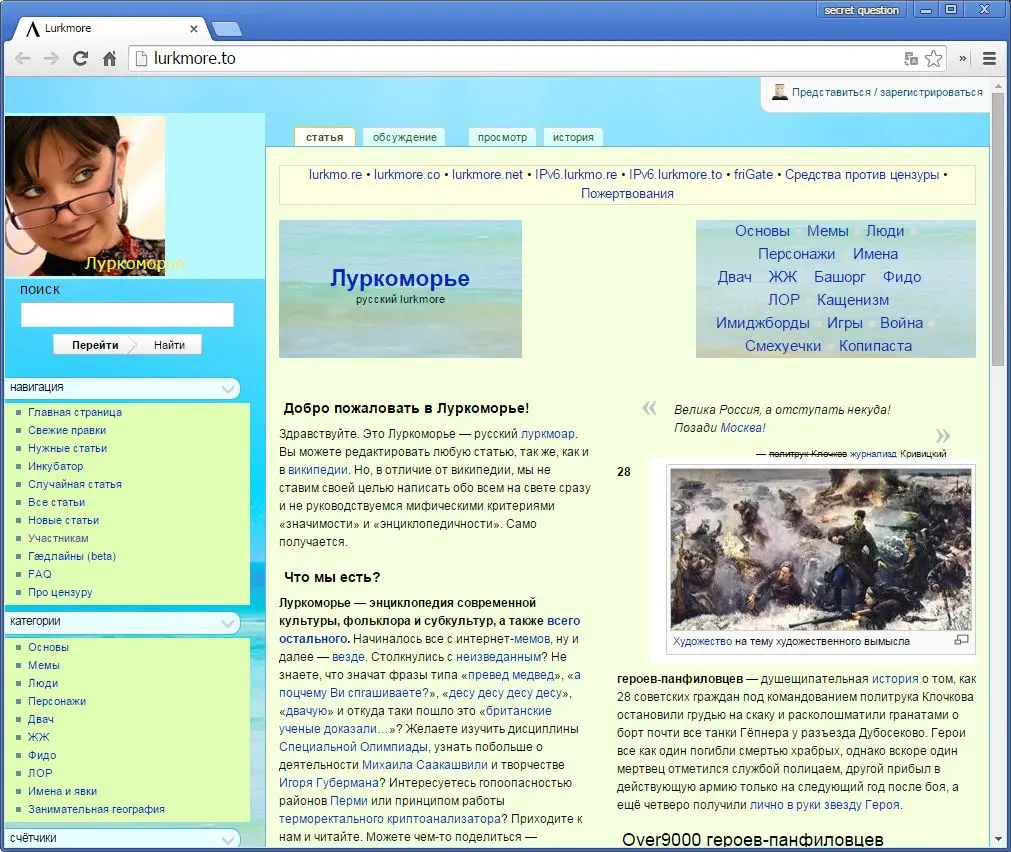 secret question
Lurkmore
lurkmore.to
Представиться / зарегистрироваться
статья
обсуждение
просмотр
история
Луркоморье
поиск
Перейти
Найти
навигация
Главная страница
Свежие правки
Нужные статьи
Инкубатор
Случайная статья
Все статьи
Новые статьи
Участникам
Гæдлайны (beta)
FAQ
Про цензуру
категории
Основы
Мемы
Люди
Персонажи
Двач
ЖЖ
Фидо
ЛОР
Имена и явки
Занимательная география
счётчики
lurkmo.re • lurkmore.co • lurkmore.net • IPv6.lurkmo.re • IPv6.lurkmore.to • friGate • Средства против цензуры •
Пожертвования
Луркоморье
русский lurkmore
Основы Мемы Люди
Персонажи Имена
Двач ЖЖ Башорг Фидо
ЛОР Кащенизм
Имиджборды Игры Война
Смехуечки Копипаста
Добро пожаловать в Луркоморье!
Здравствуйте. Это Луркоморье — русский луркмоар.
Вы можете редактировать любую статью, так же, как и
в википедии. Но, в отличие от википедии, мы не
ставим своей целью написать обо всем на свете сразу
и не руководствуемся мифическими критериями
«значимости» и «энциклопедичности». Само
получается.
Что мы есть?
Луркоморье — энциклопедия современной
культуры, фольклора и субкультур, а также всего
остального. Начиналось все с интернет-мемов, ну и
далее — везде. Столкнулись с неизведанным? Не
знаете, что значат фразы типа «превед медвед», «а
поцчему Ви спгашиваете?», «десу десу десу десу»,
«двачую» и откуда таки пошло это «британские
ученые доказали…»? Желаете изучить дисциплины
Специальной Олимпиады, узнать побольше о
деятельности Михаила Саакашвили и творчестве
Игоря Губермана? Интересуетесь гопоопасностью
районов Перми или принципом работы
терморектального криптоанализатора? Приходите к
нам и читайте. Можете чем-то поделиться —
« Велика Россия, а отступать некуда!
Позади Москва! »
— политрук Клочков журнализд Кривицкий
28
Художество на тему художественного вымысла
героев-панфиловцев — душещипательная история о том, как
28 советских граждан под командованием политрука Клочкова
остановили грудью на скаку и расколошматили гранатами о
борт почти все танки Гёпнера у разъезда Дубосеково. Герои
все как один погибли смертью храбрых, однако вскоре один
мертвец отметился службой полицаем, другой прибыл в
действующую армию только на следующий год после боя, а
ещё четверо получили лично в руки звезду Героя.
Over9000 героев-панфиловцев